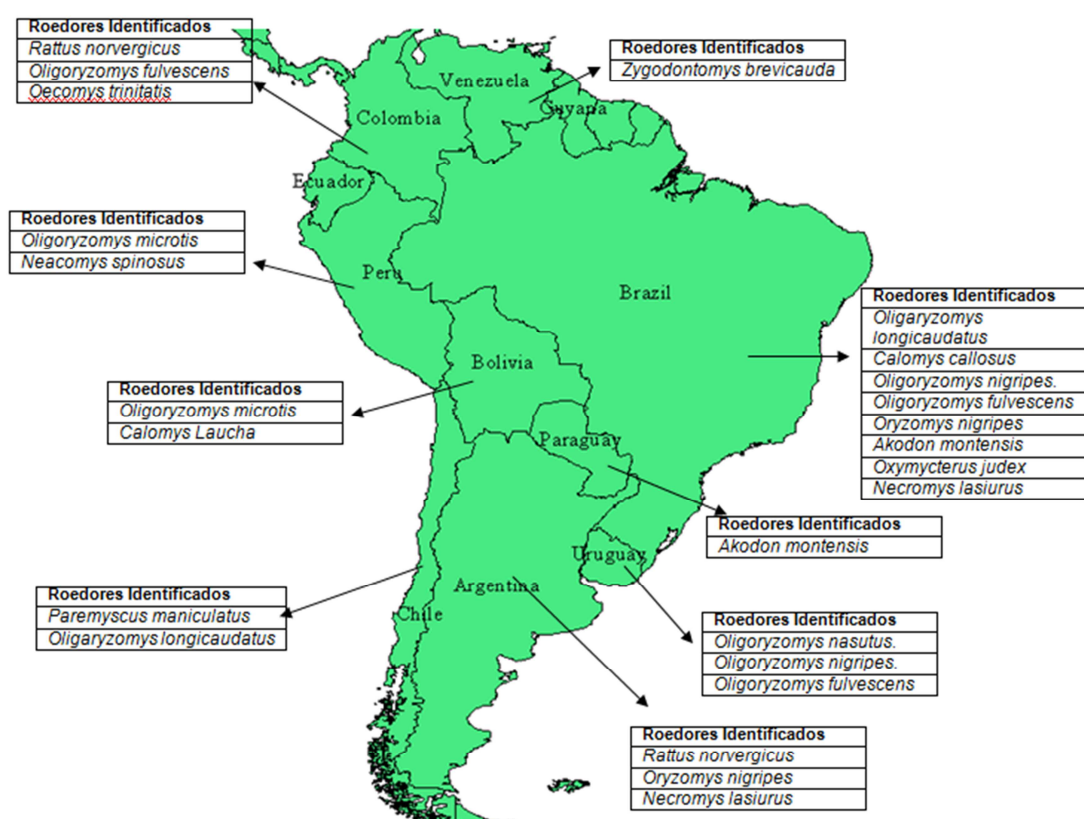 Roedores Identificados
Rattus norvergicus
Oligoryzomys fulvescens
Oecomys trinitatis
Roedores Identificados
Zygodontomys brevicauda
Venezuela
Guyana
Colombia
Ecuador
Roedores Identificados
Oligoryzomys microtis
Neacomys spinosus
Peru
Brazil
Roedores Identificados
Oligaryzomys
longicaudatus
Calomys callosus
Oligoryzomys nigripes.
Oligoryzomys fulvescens
Oryzomys nigripes
Akodon montensis
Oxymycterus judex
Necromys lasiurus
Bolivia
Roedores Identificados
Oligoryzomys microtis
Calomys Laucha
Paraguay
Roedores Identificados
Akodon montensis
Uruguay
Argentina
Chile
Roedores Identificados
Paremyscus maniculatus
Oligaryzomys longicaudatus
Roedores Identificados
Oligoryzomys nasutus.
Oligoryzomys nigripes.
Oligoryzomys fulvescens
Roedores Identificados
Rattus norvergicus
Oryzomys nigripes
Necromys lasiurus